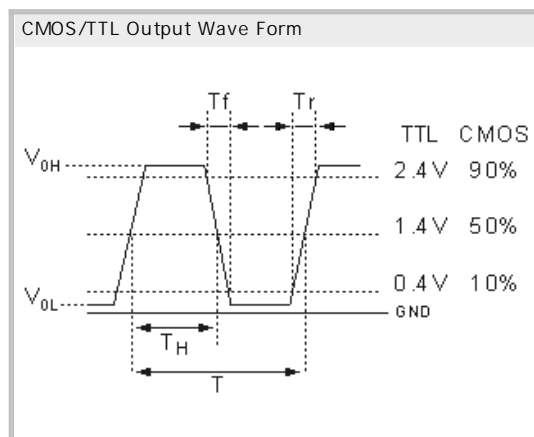 CMOS/TTL Output Wave Form
Tf Tr
TTL CMOS
V0H
2.4V 90%
1.4V 50%
0.4V 10%
V0L
GND
TH
T